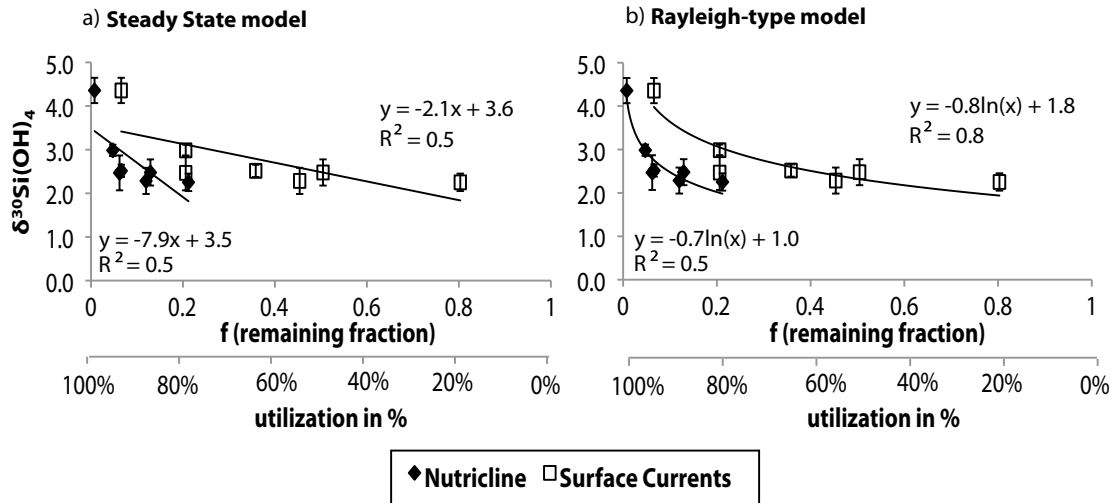 a) Steady State model
b) Rayleigh-type model
δ³⁰Si(OH)₄
5.0
4.0
3.0
2.0
1.0
0.0
y = -2.1x + 3.6
R² = 0.5
y = -7.9x + 3.5
R² = 0.5
0 0.2 0.4 0.6 0.8 1
f (remaining fraction)
100% 80% 60% 40% 20% 0%
utilization in %
5.0
4.0
3.0
2.0
1.0
0.0
y = -0.8ln(x) + 1.8
R² = 0.8
y = -0.7ln(x) + 1.0
R² = 0.5
0 0.2 0.4 0.6 0.8 1
f (remaining fraction)
100% 80% 60% 40% 20% 0%
utilization in %
Nutricline Surface Currents